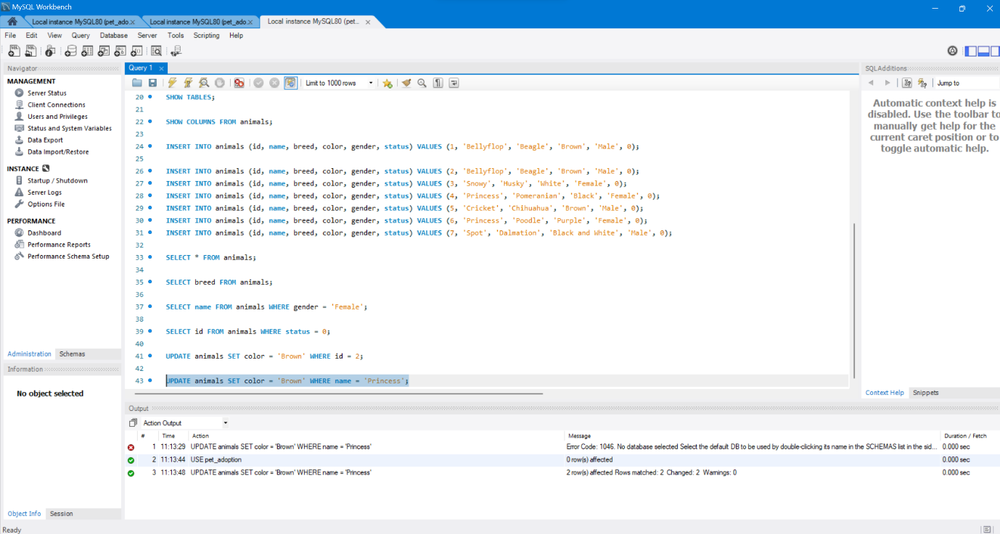 MySQL Workbench
Local instance MySQL80 (pet_ado.x
Local instance MySQL80 (pet_ado.x
Local instance MySQL80 (pet... x
File Edit View Query Database Server Tools Scripting Help
Navigator
MANAGEMENT
Server Status
Client Connections
Users and Privileges
Status and System Variables
Data Export
Data Import/Restore
INSTANCE
Startup / Shutdown
Server Logs
Options File
PERFORMANCE
Dashboard
Performance Reports
Performance Schema Setup
Administration Schemas
Information
No object selected
Object Info Session
Query 1 x
Limit to 1000 rows
20 SHOW TABLES;
21
22 SHOW COLUMNS FROM animals;
23
24 INSERT INTO animals (id, name, breed, color, gender, status) VALUES (1, 'Bellyflop', 'Beagle', 'Brown', 'Male', 0);
25
26 INSERT INTO animals (id, name, breed, color, gender, status) VALUES (2, 'Bellyflop', 'Beagle', 'Brown', 'Male', 0);
27 INSERT INTO animals (id, name, breed, color, gender, status) VALUES (3, 'Snowy', 'Husky', 'White', 'Female', 0);
28 INSERT INTO animals (id, name, breed, color, gender, status) VALUES (4, 'Princess', 'Pomeranian', 'Black', 'Female', 0);
29 INSERT INTO animals (id, name, breed, color, gender, status) VALUES (5, 'Cricket', 'Chihuahua', 'Brown', 'Male', 0);
30 INSERT INTO animals (id, name, breed, color, gender, status) VALUES (6, 'Princess', 'Poodle', 'Purple', 'Female', 0);
31 INSERT INTO animals (id, name, breed, color, gender, status) VALUES (7, 'Spot', 'Dalmation', 'Black and White', 'Male', 0);
32
33 SELECT * FROM animals;
34
35 SELECT breed FROM animals;
36
37 SELECT name FROM animals WHERE gender = 'Female';
38
39 SELECT id FROM animals WHERE status = 0;
40
41 UPDATE animals SET color = 'Brown' WHERE id = 2;
42
43 UPDATE animals SET color = 'Brown' WHERE name = 'Princess';
SQLAdditions
Jump to
Automatic context help is
disabled. Use the toolbar to
manually get help for the
current caret position or to
toggle automatic help.
Context Help Snippets
Output
Action Output
# Time Action Message Duration / Fetch
1 11:13:29 UPDATE animals SET color = 'Brown' WHERE name = 'Princess' Error Code: 1046. No database selected Select the default DB to be used by double-clicking its name in the SCHEMAS list in the sid... 0.000 sec
2 11:13:44 USE pet_adoption 0 row(s) affected 0.000 sec
3 11:13:48 UPDATE animals SET color = 'Brown' WHERE name = 'Princess' 2 row(s) affected Rows matched: 2 Changed: 2 Warnings: 0 0.000 sec
Ready